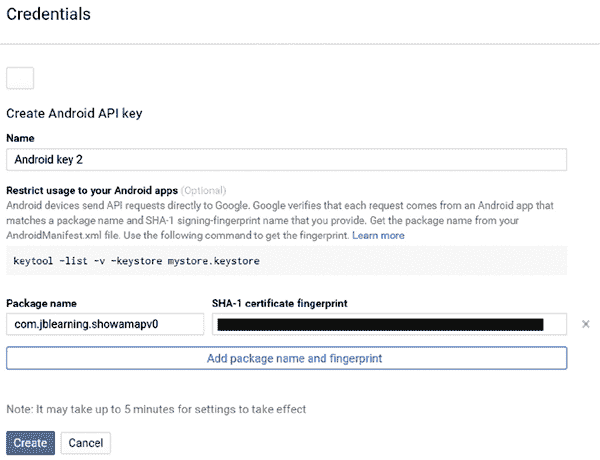 Credentials
Create Android API key
Name
Android key 2
Restrict usage to your Android apps (Optional)
Android devices send API requests directly to Google. Google verifies that each request comes from an Android app that
matches a package name and SHA-1 signing-fingerprint name that you provide. Get the package name from your
AndroidManifest.xml file. Use the following command to get the fingerprint. Learn more
keytool -list -v -keystore mystore.keystore
Package name SHA-1 certificate fingerprint
com.jblearning.showamapv0
Add package name and fingerprint
Note: It may take up to 5 minutes for settings to take effect
Create Cancel